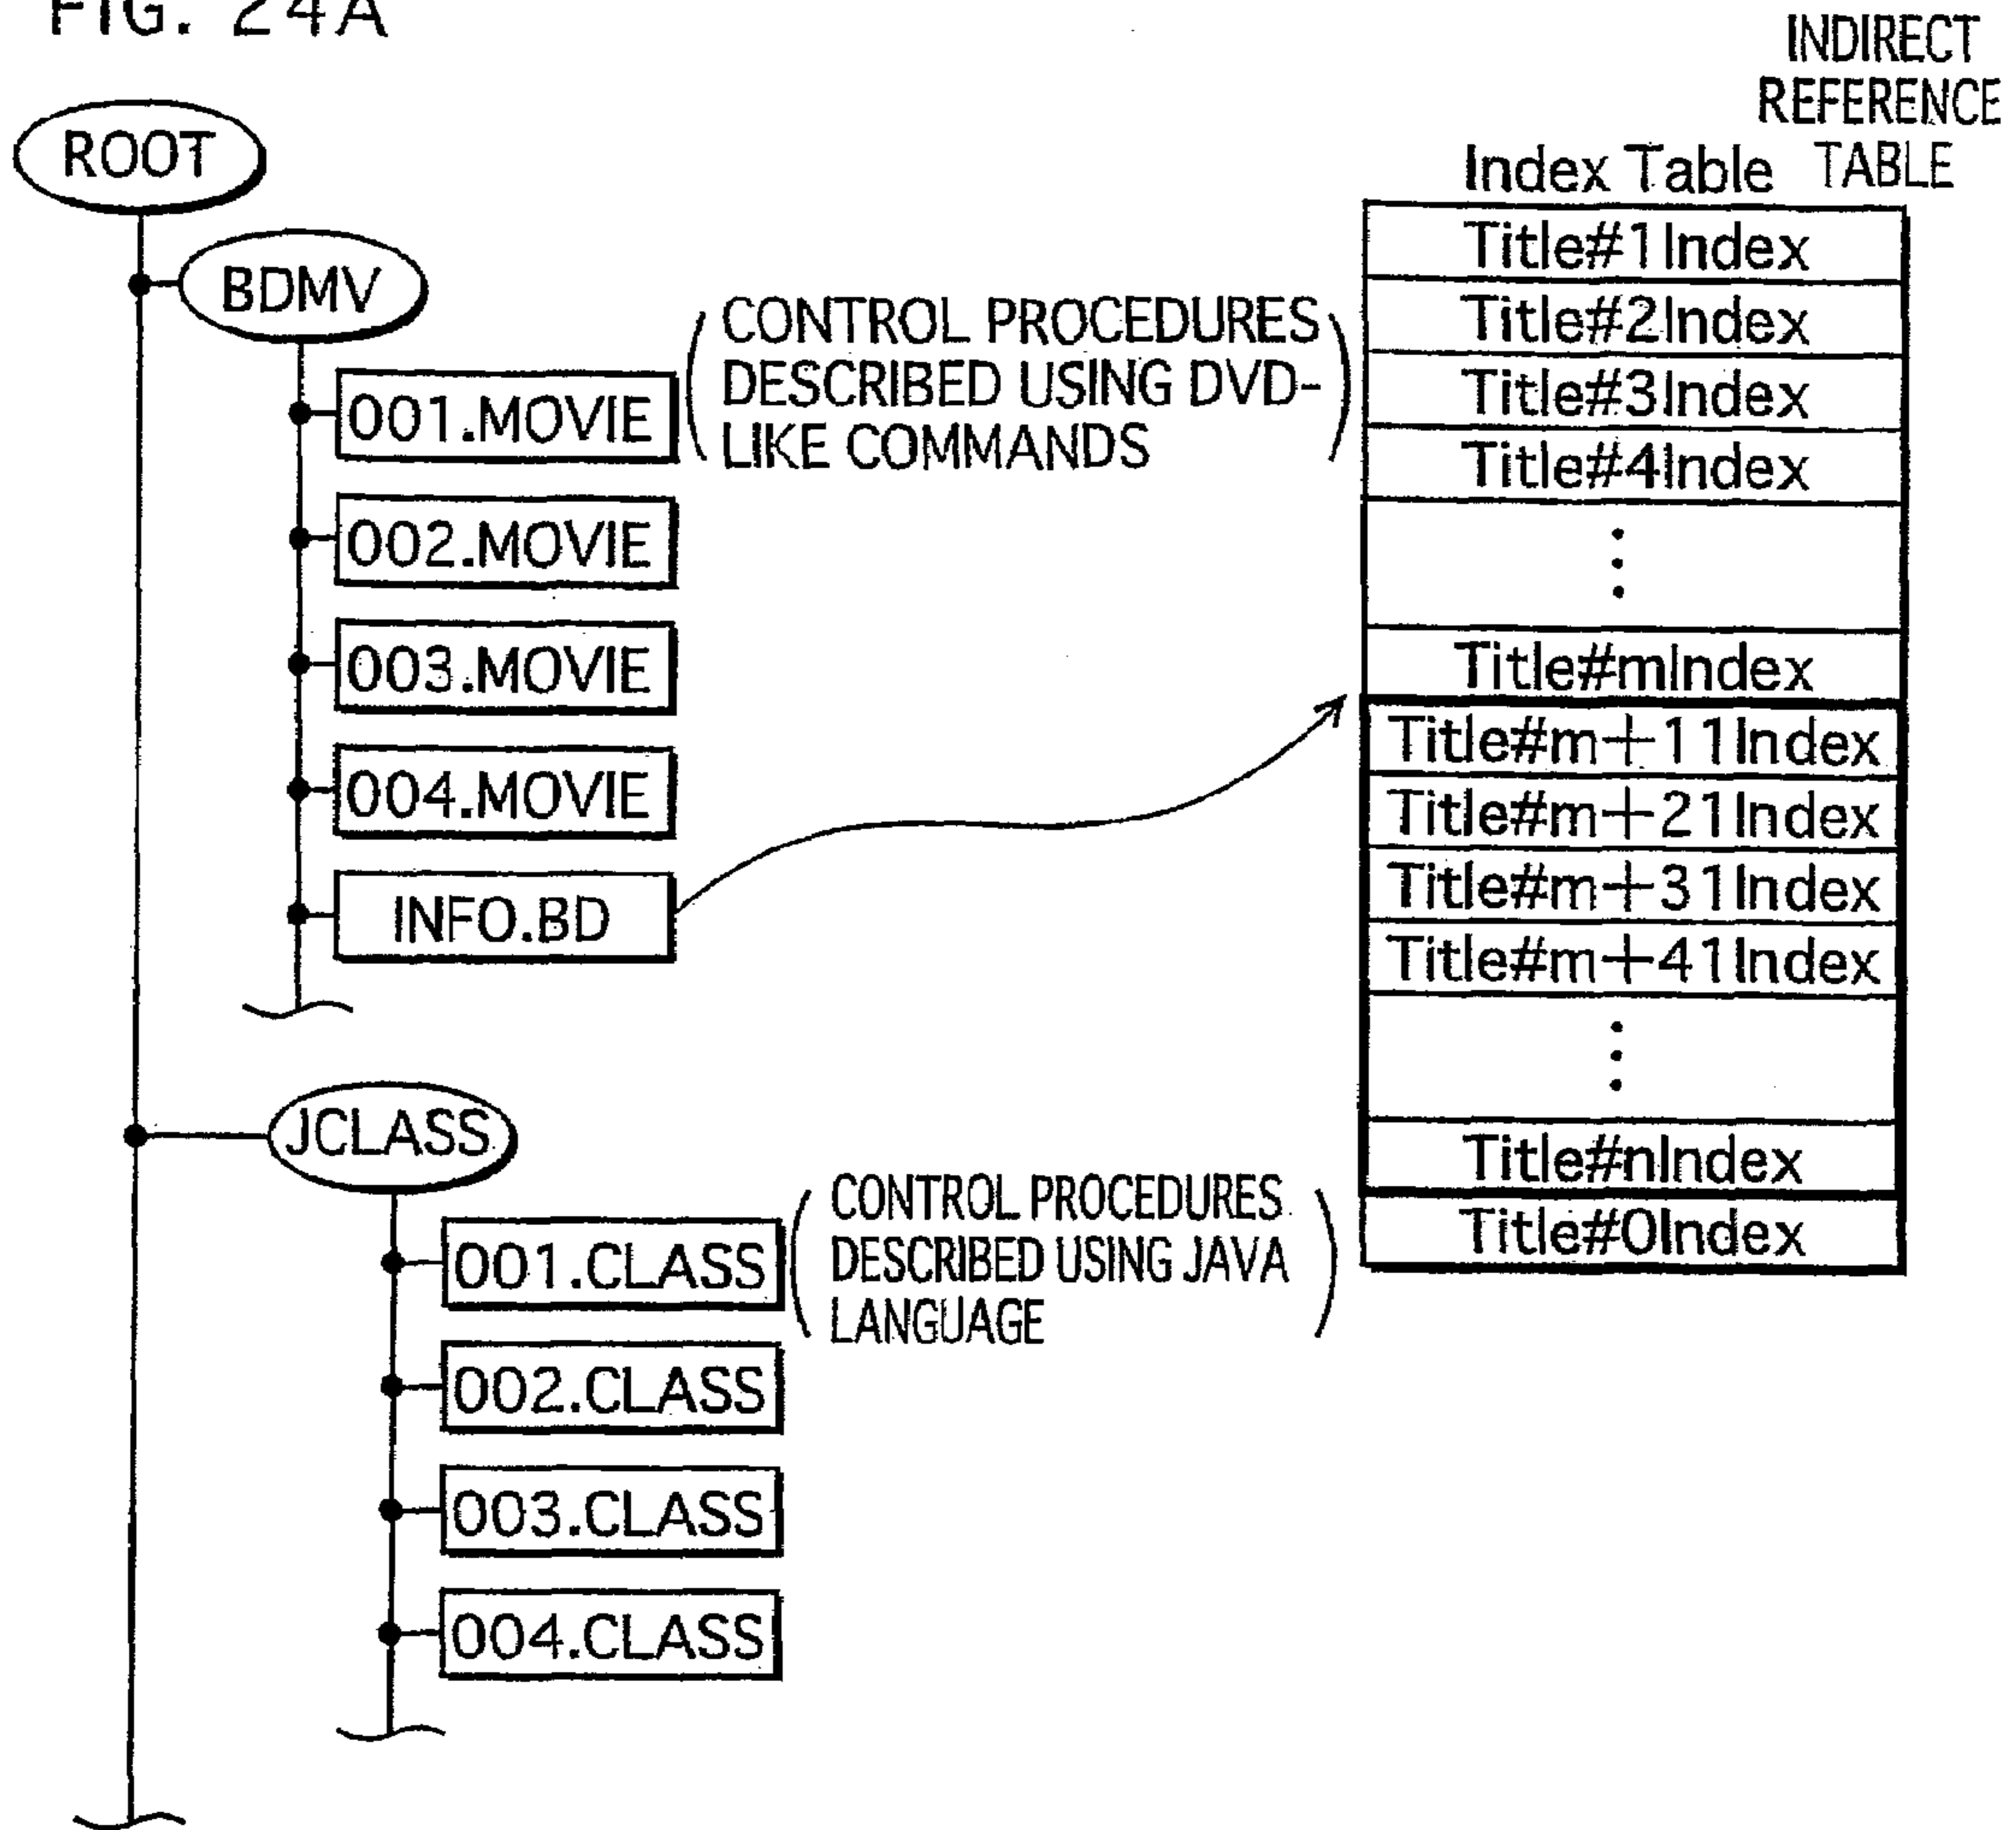 FIG. 24A
ROOT
BDMV
001.MOVIE
CONTROL PROCEDURES
DESCRIBED USING DVD-
LIKE COMMANDS
002.MOVIE
003.MOVIE
004.MOVIE
INFO.BD
JCLASS
001.CLASS
CONTROL PROCEDURES
DESCRIBED USING JAVA
LANGUAGE
002.CLASS
003.CLASS
004.CLASS
INDIRECT
REFERENCE
TABLE
Index Table
Title#1Index
Title#2Index
Title#3Index
Title#4Index
Title#mIndex
Title#m+11Index
Title#m+21Index
Title#m+31Index
Title#m+41Index
Title#nIndex
Title#0Index